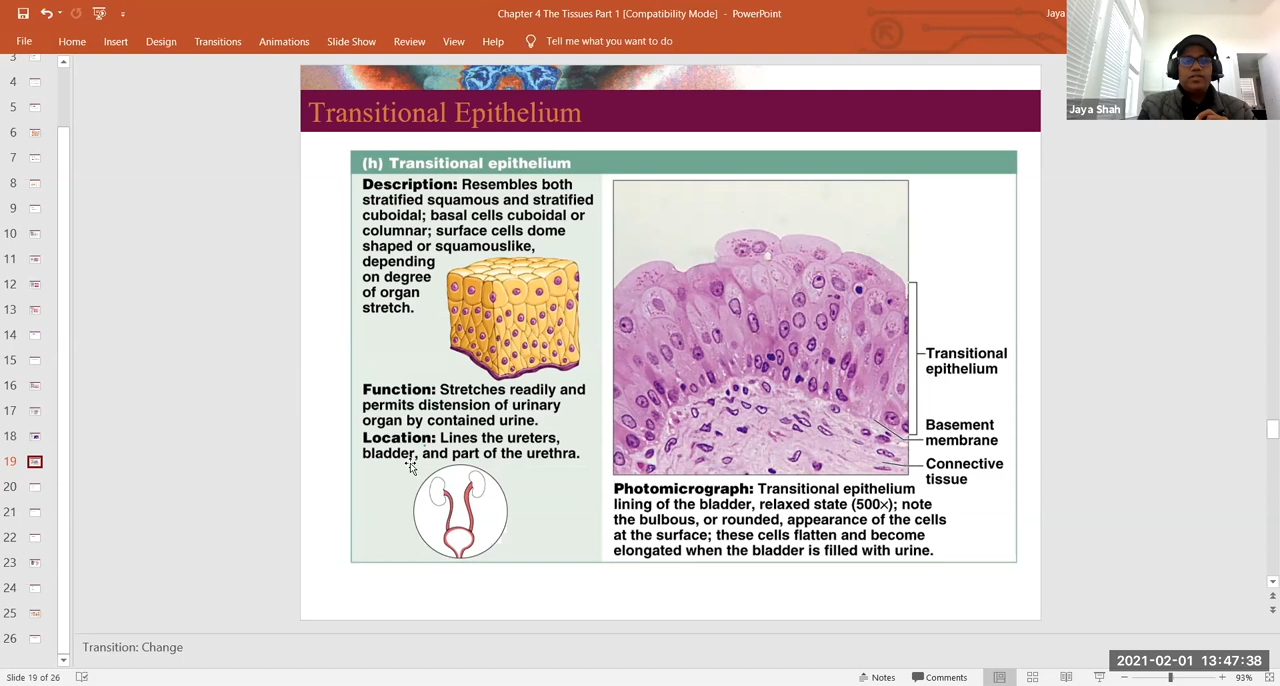 Chapter 4 The Tissues Part 1 [Compatibility Mode] - PowerPoint
Jaya
File Home Insert Design Transitions Animations Slide Show Review View Help Tell me what you want to do
Jaya Shah
3
4
5
6
7
8
9
10
11
12
13
14
15
16
17
18
19
20
21
22
23
24
25
26
Transitional Epithelium
(h) Transitional epithelium
Description: Resembles both
stratified squamous and stratified
cuboidal; basal cells cuboidal or
columnar; surface cells dome
shaped or squamouslike,
depending
on degree
of organ
stretch.
Function: Stretches readily and
permits distension of urinary
organ by contained urine.
Location: Lines the ureters,
bladder, and part of the urethra.
Transitional
epithelium
Basement
membrane
Connective
tissue
Photomicrograph: Transitional epithelium
lining of the bladder, relaxed state (500×); note
the bulbous, or rounded, appearance of the cells
at the surface; these cells flatten and become
elongated when the bladder is filled with urine.
Transition: Change
2021-02-01 13:47:38
Slide 19 of 26
Notes
Comments
93%